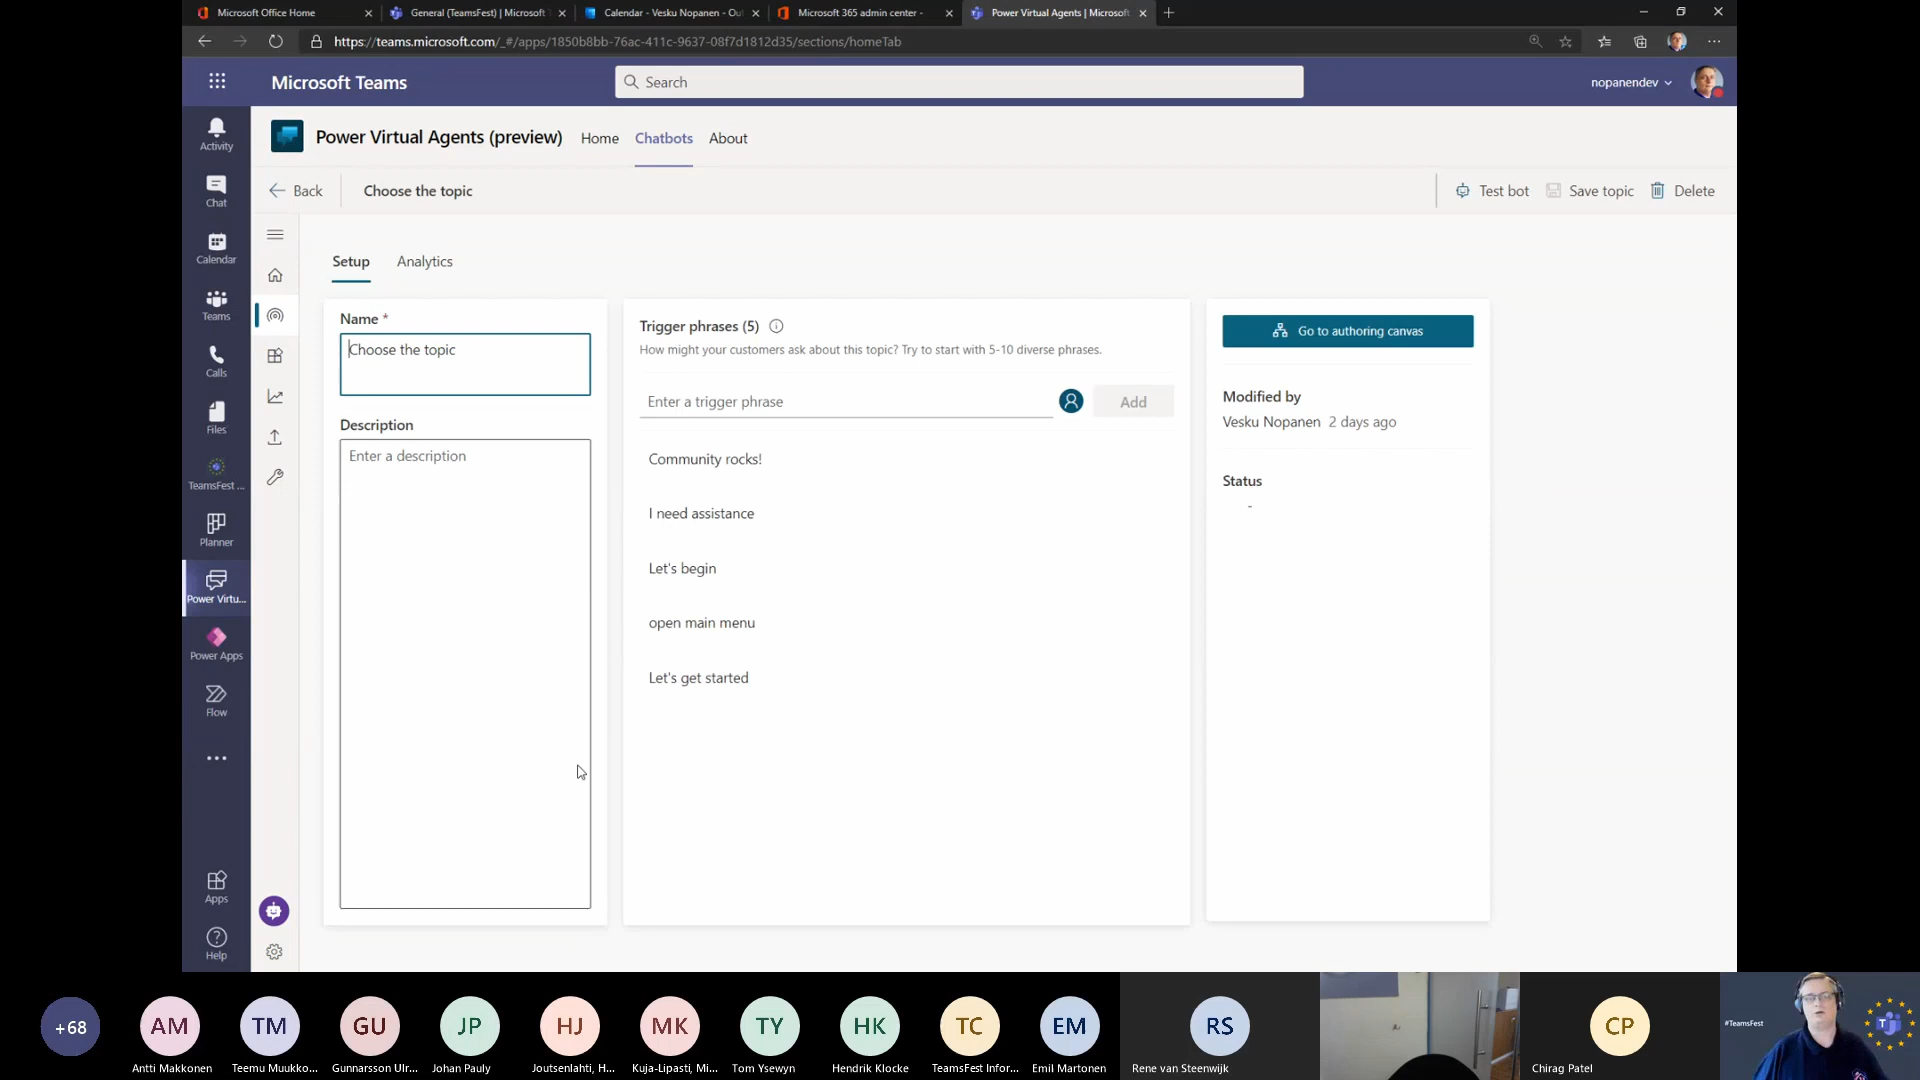 Microsoft Office Home
General (TeamsFest) | Microsoft
Calendar - Vesku Nopanen - Ou
Microsoft 365 admin center -
Power Virtual Agents | Microsoft
https://teams.microsoft.com/_#/apps/1850b8bb-76ac-411c-9637-08f7d1812d35/sections/homeTab
Microsoft Teams
Search
nopanendev
Power Virtual Agents (preview)
Home
Chatbots
About
Back
Choose the topic
Test bot
Save topic
Delete
Activity
Chat
Calendar
Teams
Calls
Files
TeamsFest ...
Planner
Power Virtu...
Power Apps
Flow
Apps
Help
Setup
Analytics
Name *
Choose the topic
Description
Enter a description
Trigger phrases (5)
How might your customers ask about this topic? Try to start with 5-10 diverse phrases.
Enter a trigger phrase
Add
Community rocks!
I need assistance
Let's begin
open main menu
Let's get started
Go to authoring canvas
Modified by
Vesku Nopanen 2 days ago
Status
-
+68
AM
Antti Makkonen
TM
Teemu Muukko...
GU
Gunnarsson Ulr...
JP
Johan Pauly
HJ
Joutsenlahti, H...
MK
Kuja-Lipasti, Mi...
TY
Tom Ysewyn
HK
Hendrik Klocke
TC
TeamsFest Infor...
EM
Emil Martonen
RS
Rene van Steenwijk
CP
Chirag Patel
#TeamsFest
T